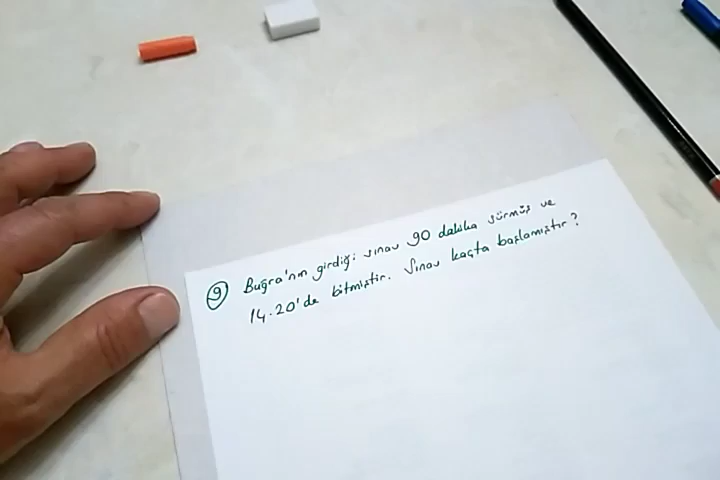 9 Buğra'nın girdiği sınav 90 dakika sürmüş ve
14.20'de bitmiştir. Sınav kaçta başlamıştır?